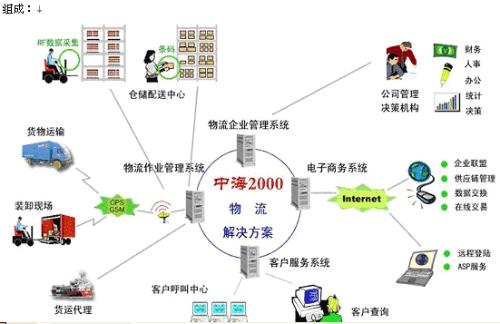 组成：↓
RF数据采集
条码
仓储配送中心
财务
人事
办公
统计
决策
公司管理
决策机构
物流企业管理系统
货物运输
物流作业管理系统
电子商务系统
企业联盟
供应链管理
数据交换
在线交易
中海2000
物流
解决方案
GPS
GSM
Internet
装卸现场
客户服务系统
远程登陆
ASP服务
货运代理
客户呼叫中心
客户查询